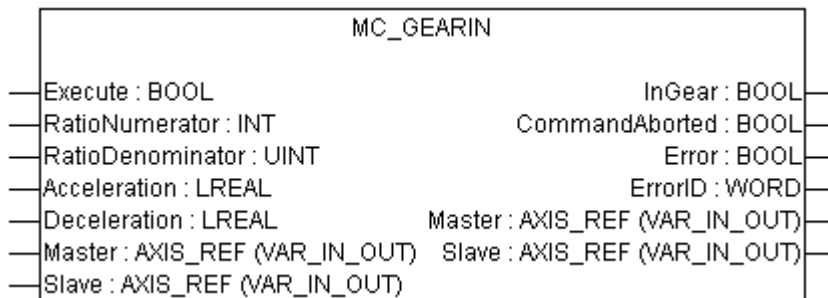 MC_GEARIN
Execute : BOOL InGear : BOOL
RatioNumerator : INT CommandAborted : BOOL
RatioDenominator : UINT Error : BOOL
Acceleration : LREAL ErrorID : WORD
Deceleration : LREAL Master : AXIS_REF (VAR_IN_OUT)
Master : AXIS_REF (VAR_IN_OUT) Slave : AXIS_REF (VAR_IN_OUT)
Slave : AXIS_REF (VAR_IN_OUT)